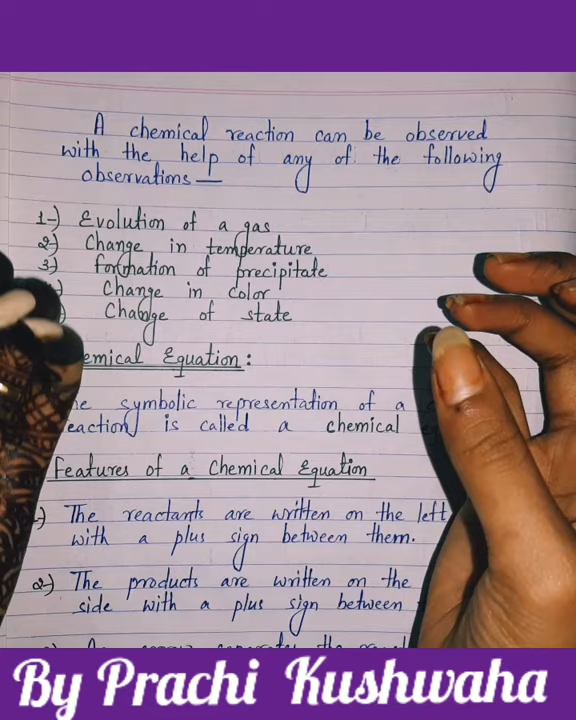 A chemical reaction can be observed
with the help of any of the following
observations —
1-) Evolution of a gas
2-) Change in temperature
3-) formation of precipitate
) Change in color
) Change of state
emical Equation:
symbolic representation of a
eaction is called a chemical
Features of a Chemical Equation
) The reactants are written on the left
with a plus sign between them.
2-) The products are written on the
side with a plus sign between
By Prachi Kushwaha